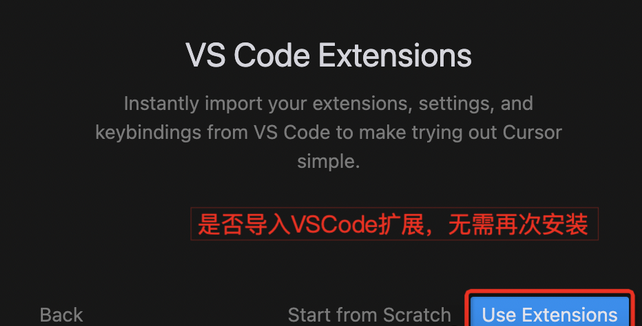 VS Code Extensions
Instantly import your extensions, settings, and
keybindings from VS Code to make trying out Cursor
simple.
是否导入VSCode扩展，无需再次安装
Back Start from Scratch Use Extensions